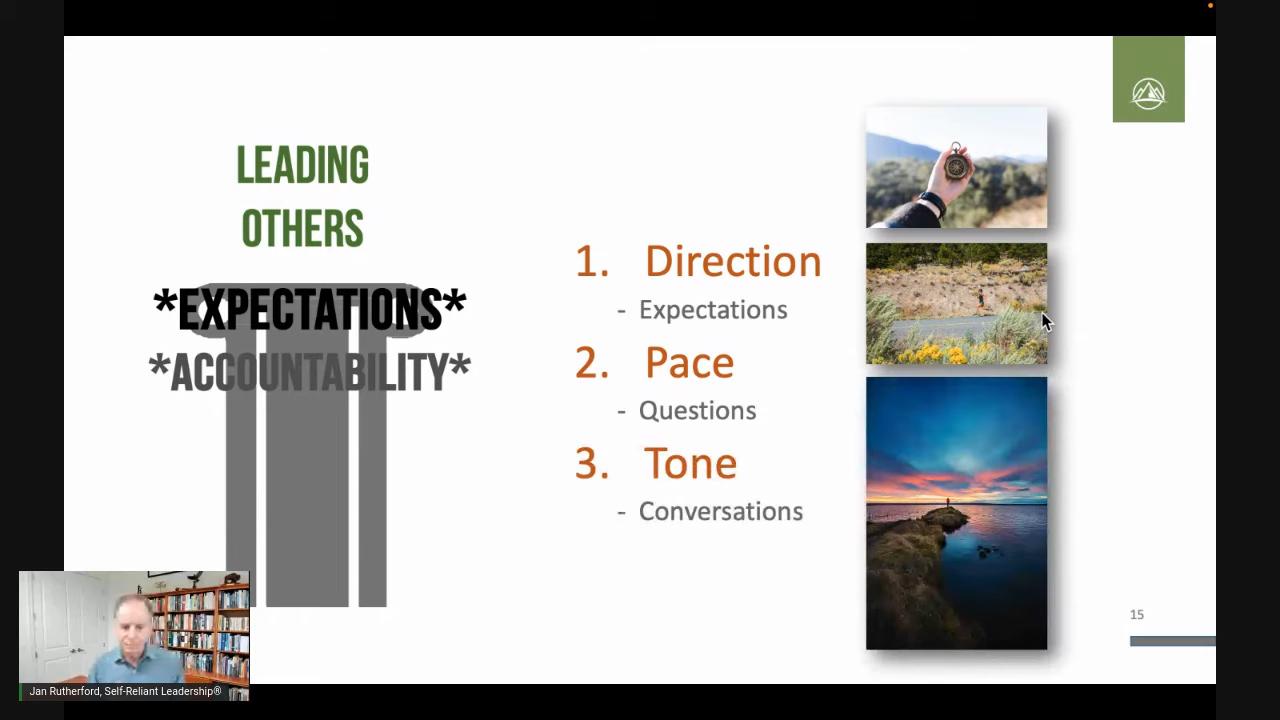 LEADING
OTHERS
*EXPECTATIONS*
*ACCOUNTABILITY*
1. Direction
- Expectations
2. Pace
- Questions
3. Tone
- Conversations
15
Jan Rutherford, Self-Reliant Leadership®